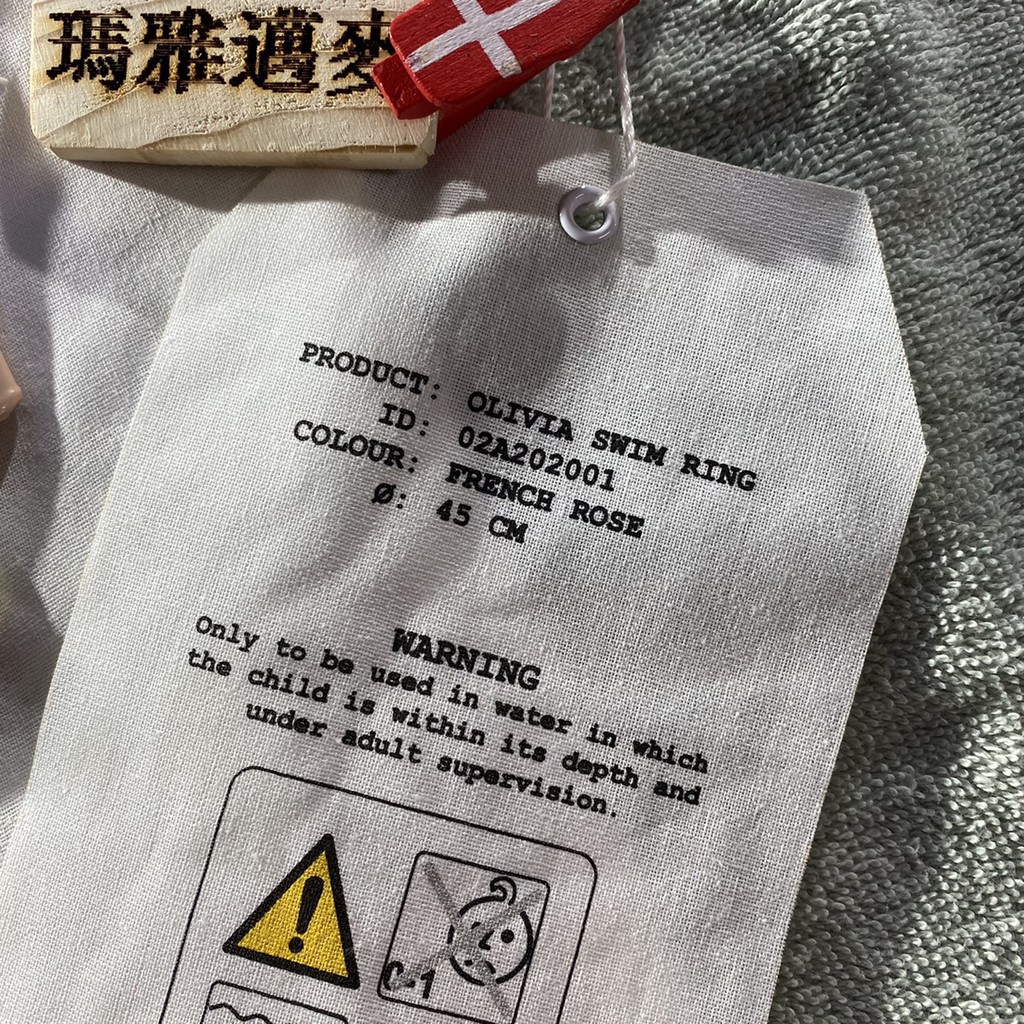 瑪雅邁麥
PRODUCT: OLIVIA SWIM RING
ID: 02A202001
COLOUR: FRENCH ROSE
Ø: 45 CM
WARNING
Only to be used in water in which
the child is within its depth and
under adult supervision.
0-1